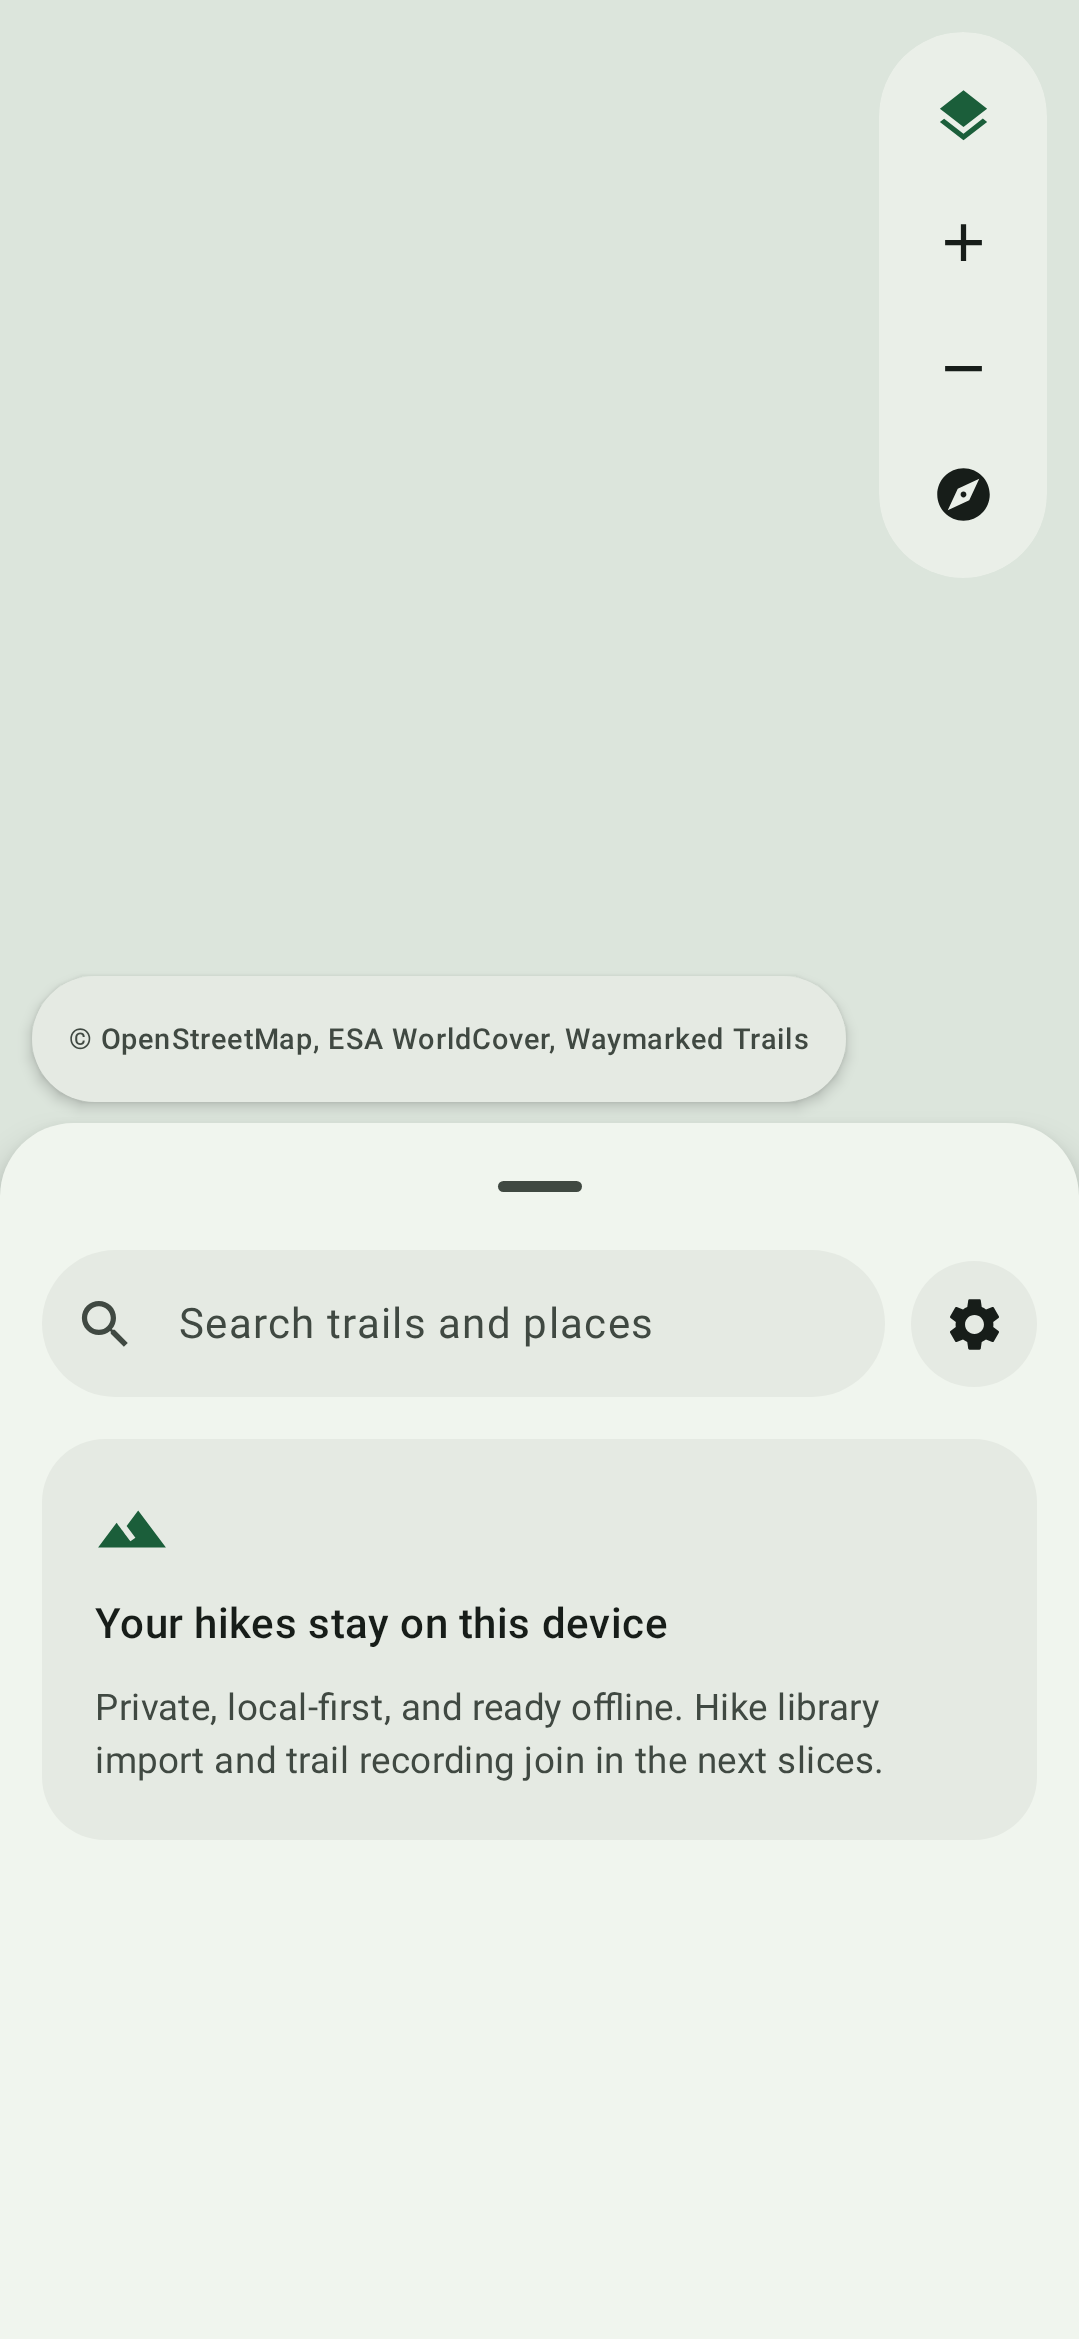 © OpenStreetMap, ESA WorldCover, Waymarked Trails
Search trails and places
Your hikes stay on this device
Private, local-first, and ready offline. Hike library
import and trail recording join in the next slices.